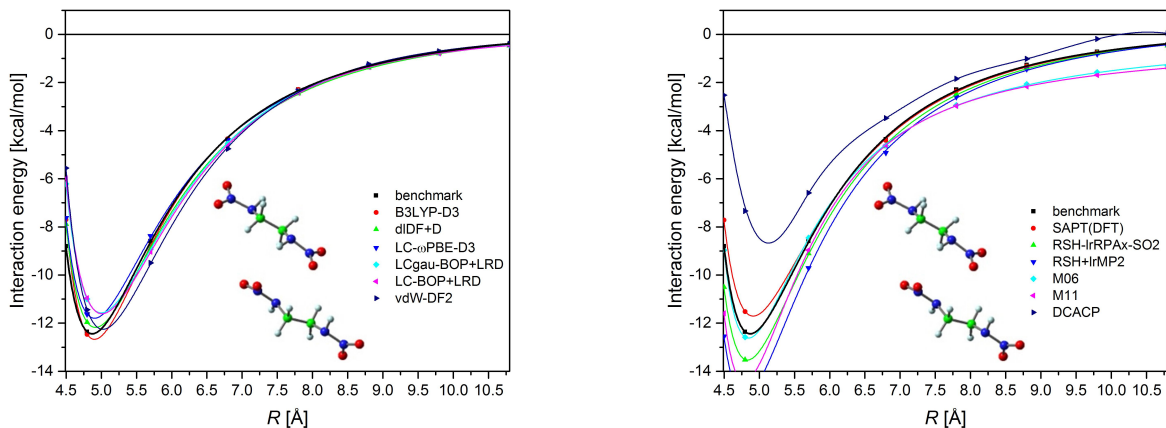 0
-2
-4
-6
-8
-10
-12
-14
Interaction energy [kcal/mol]
4.5 5.0 5.5 6.0 6.5 7.0 7.5 8.0 8.5 9.0 9.5 10.0 10.5
R [Å]
benchmark
B3LYP-D3
dlDF+D
LC-ωPBE-D3
LCgau-BOP+LRD
LC-BOP+LRD
vdW-DF2
0
-2
-4
-6
-8
-10
-12
-14
Interaction energy [kcal/mol]
4.5 5.0 5.5 6.0 6.5 7.0 7.5 8.0 8.5 9.0 9.5 10.0 10.5
R [Å]
benchmark
SAPT(DFT)
RSH-lrRPAx-SO2
RSH+lrMP2
M06
M11
DCACP